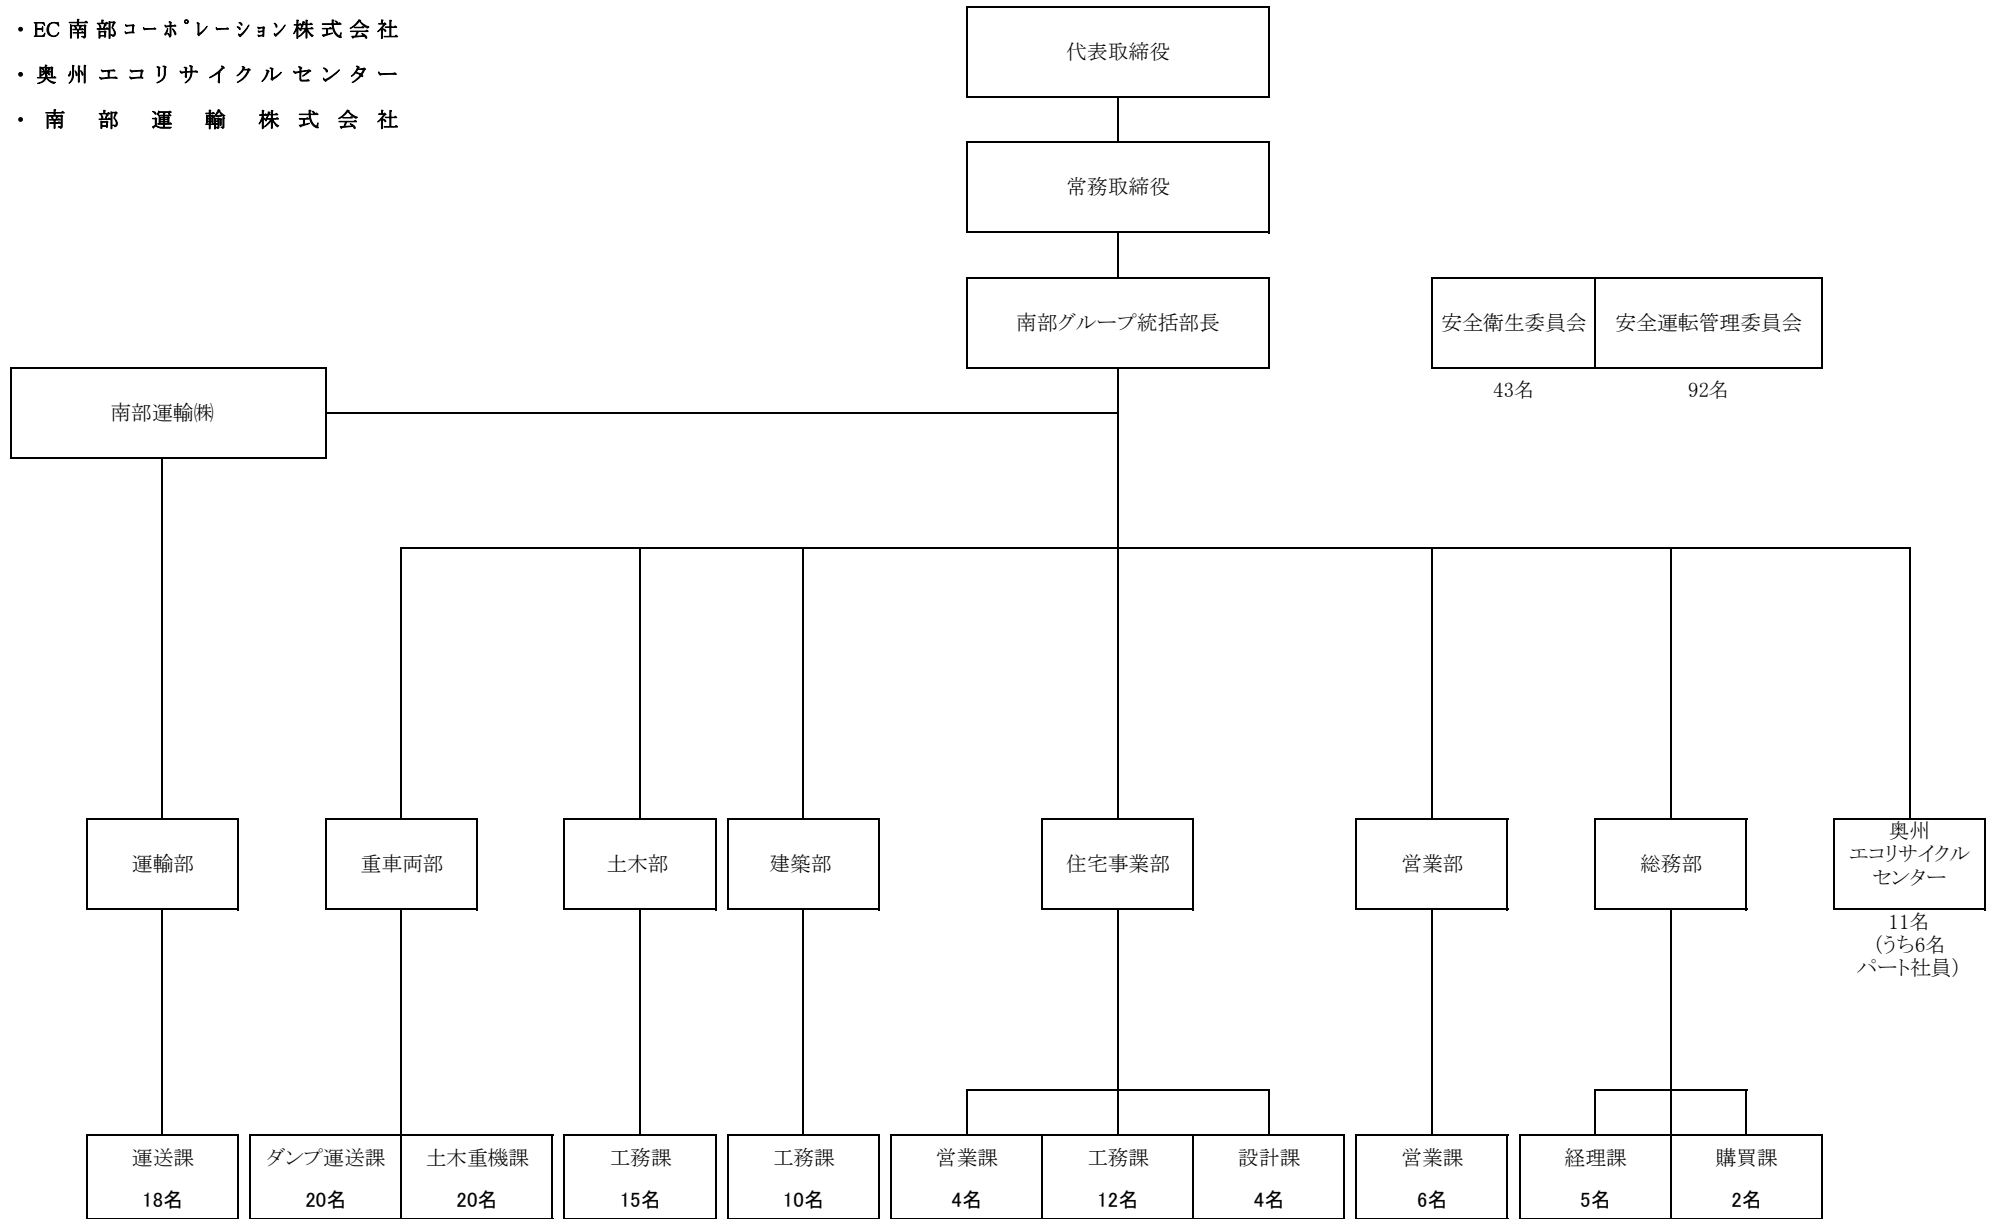 ・EC南部コーポレーション株式会社
・奥州エコリサイクルセンター
・南部運輸株式会社
代表取締役
常務取締役
南部グループ統括部長
安全衛生委員会
安全運転管理委員会
43名
92名
南部運輸㈱
運輸部
重車両部
土木部
建築部
住宅事業部
営業部
総務部
奥州
エコリサイクル
センター
11名
(うち6名
パート社員)
運送課
18名
ダンプ運送課
20名
土木重機課
20名
工務課
15名
工務課
10名
営業課
4名
工務課
12名
設計課
4名
営業課
6名
経理課
5名
購買課
2名